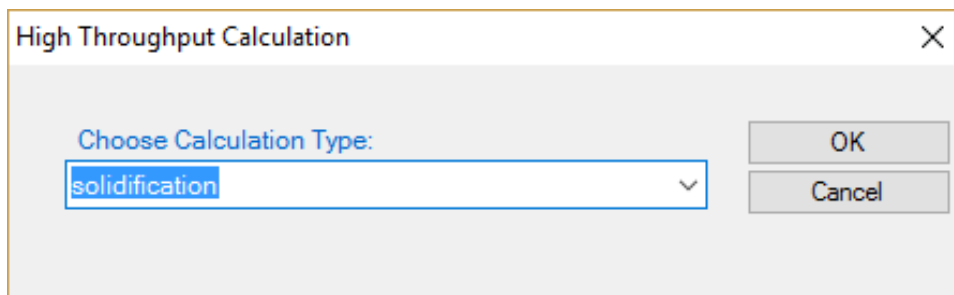 High Throughput Calculation
Choose Calculation Type:
OK
solidification
Cancel